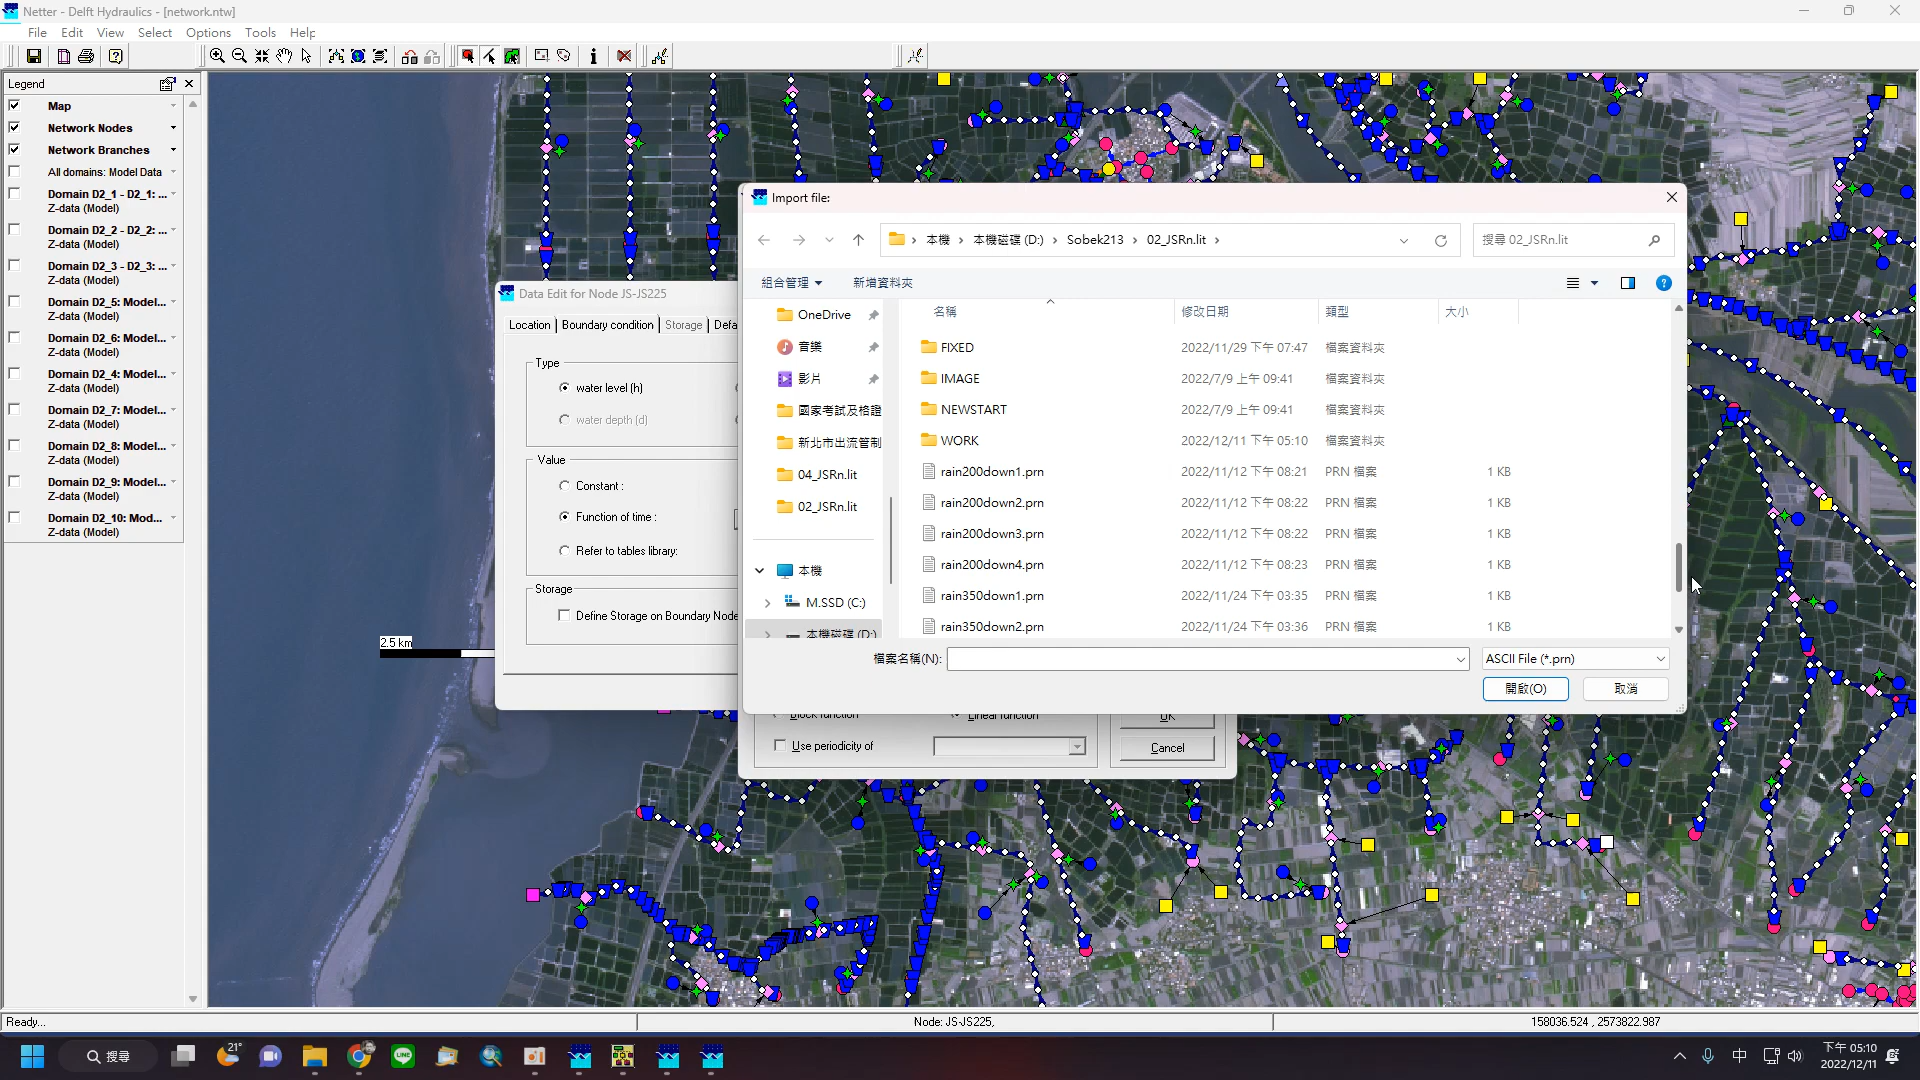 Netter - Delft Hydraulics - [network.ntw]
File Edit View Select Options Tools Help
Legend
Map
Network Nodes
Network Branches
All domains: Model Data
Domain D2_1 - D2_1: ...
Z-data (Model)
Domain D2_2 - D2_2: ...
Z-data (Model)
Domain D2_3 - D2_3: ...
Z-data (Model)
Domain D2_5: Model...
Z-data (Model)
Domain D2_6: Model...
Z-data (Model)
Domain D2_4: Model...
Z-data (Model)
Domain D2_7: Model...
Z-data (Model)
Domain D2_8: Model...
Z-data (Model)
Domain D2_9: Model...
Z-data (Model)
Domain D2_10: Mod...
Z-data (Model)
2.5 km
Data Edit for Node JS-JS225
Location Boundary condition Storage Defa
Type
water level (h)
water depth (d)
Value
Constant :
Function of time :
Refer to tables library:
Storage
Define Storage on Boundary Node
Import file:
本機 › 本機磁碟 (D:) › Sobek213 › 02_JSRn.lit ›
搜尋 02_JSRn.lit
組合管理 新增資料夾
OneDrive
音樂
影片
國家考試及格證
新北市出流管制
04_JSRn.lit
02_JSRn.lit
本機
M.SSD (C:)
本機磁碟 (D:)
名稱 修改日期 類型 大小
FIXED 2022/11/29 下午 07:47 檔案資料夾
IMAGE 2022/7/9 上午 09:41 檔案資料夾
NEWSTART 2022/7/9 上午 09:41 檔案資料夾
WORK 2022/12/11 下午 05:10 檔案資料夾
rain200down1.prn 2022/11/12 下午 08:21 PRN 檔案 1 KB
rain200down2.prn 2022/11/12 下午 08:22 PRN 檔案 1 KB
rain200down3.prn 2022/11/12 下午 08:22 PRN 檔案 1 KB
rain200down4.prn 2022/11/12 下午 08:23 PRN 檔案 1 KB
rain350down1.prn 2022/11/24 下午 03:35 PRN 檔案 1 KB
rain350down2.prn 2022/11/24 下午 03:36 PRN 檔案 1 KB
檔案名稱(N): ASCII File (*.prn)
開啟(O) 取消
Block function Linear function OK
Use periodicity of Cancel
Ready... Node: JS-JS225, 158036.524 , 2573822.987
21°
搜尋
LINE
中
下午 05:10
2022/12/11